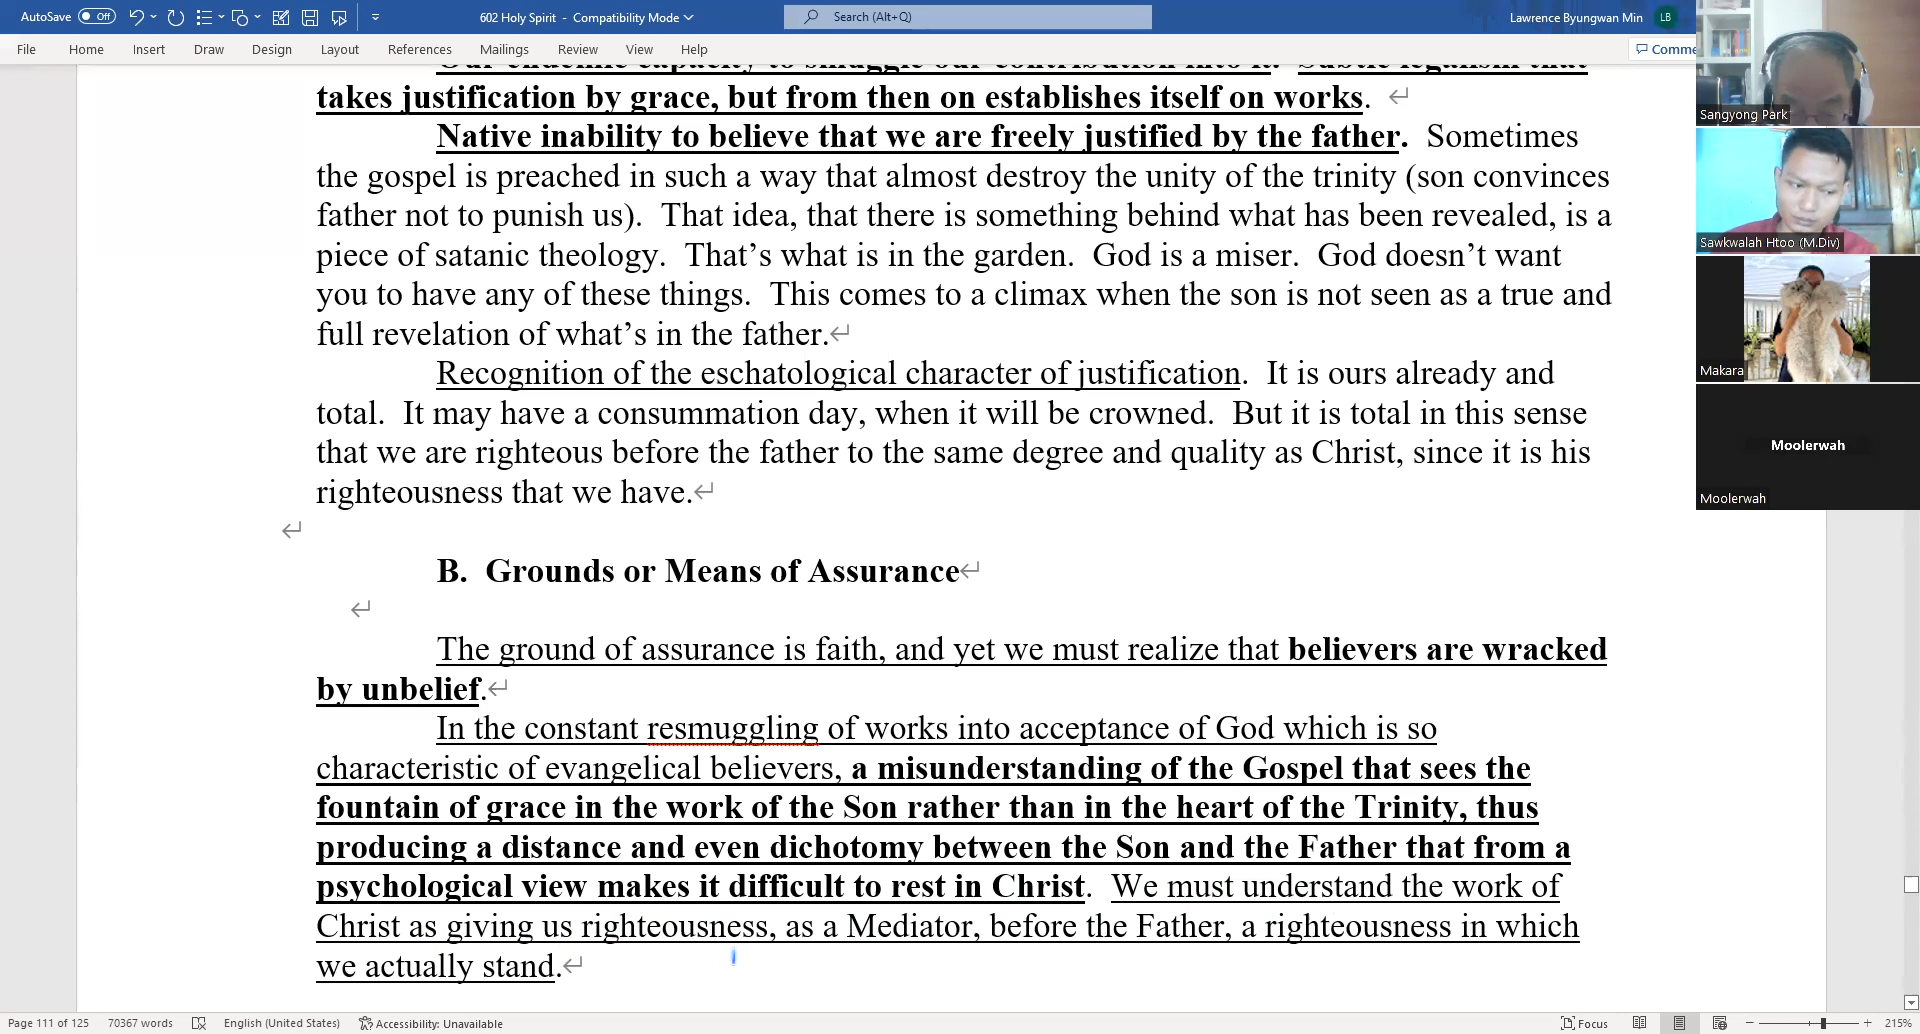 AutoSave Off 602 Holy Spirit - Compatibility Mode Search (Alt+Q) Lawrence Byungwan Min LB
File Home Insert Draw Design Layout References Mailings Review View Help Comme
Our endemic capacity to smuggle our contribution into it. Subtle legalism that
takes justification by grace, but from then on establishes itself on works.
Native inability to believe that we are freely justified by the father. Sometimes
the gospel is preached in such a way that almost destroy the unity of the trinity (son convinces
father not to punish us). That idea, that there is something behind what has been revealed, is a
piece of satanic theology. That’s what is in the garden. God is a miser. God doesn’t want
you to have any of these things. This comes to a climax when the son is not seen as a true and
full revelation of what’s in the father.
Recognition of the eschatological character of justification. It is ours already and
total. It may have a consummation day, when it will be crowned. But it is total in this sense
that we are righteous before the father to the same degree and quality as Christ, since it is his
righteousness that we have.
B. Grounds or Means of Assurance
The ground of assurance is faith, and yet we must realize that believers are wracked
by unbelief.
In the constant resmuggling of works into acceptance of God which is so
characteristic of evangelical believers, a misunderstanding of the Gospel that sees the
fountain of grace in the work of the Son rather than in the heart of the Trinity, thus
producing a distance and even dichotomy between the Son and the Father that from a
psychological view makes it difficult to rest in Christ. We must understand the work of
Christ as giving us righteousness, as a Mediator, before the Father, a righteousness in which
we actually stand.
Sangyong Park
Sawkwalah Htoo (M.Div)
Makara
Moolerwah
Moolerwah
Page 111 of 125 70367 words English (United States) Accessibility: Unavailable Focus 215%